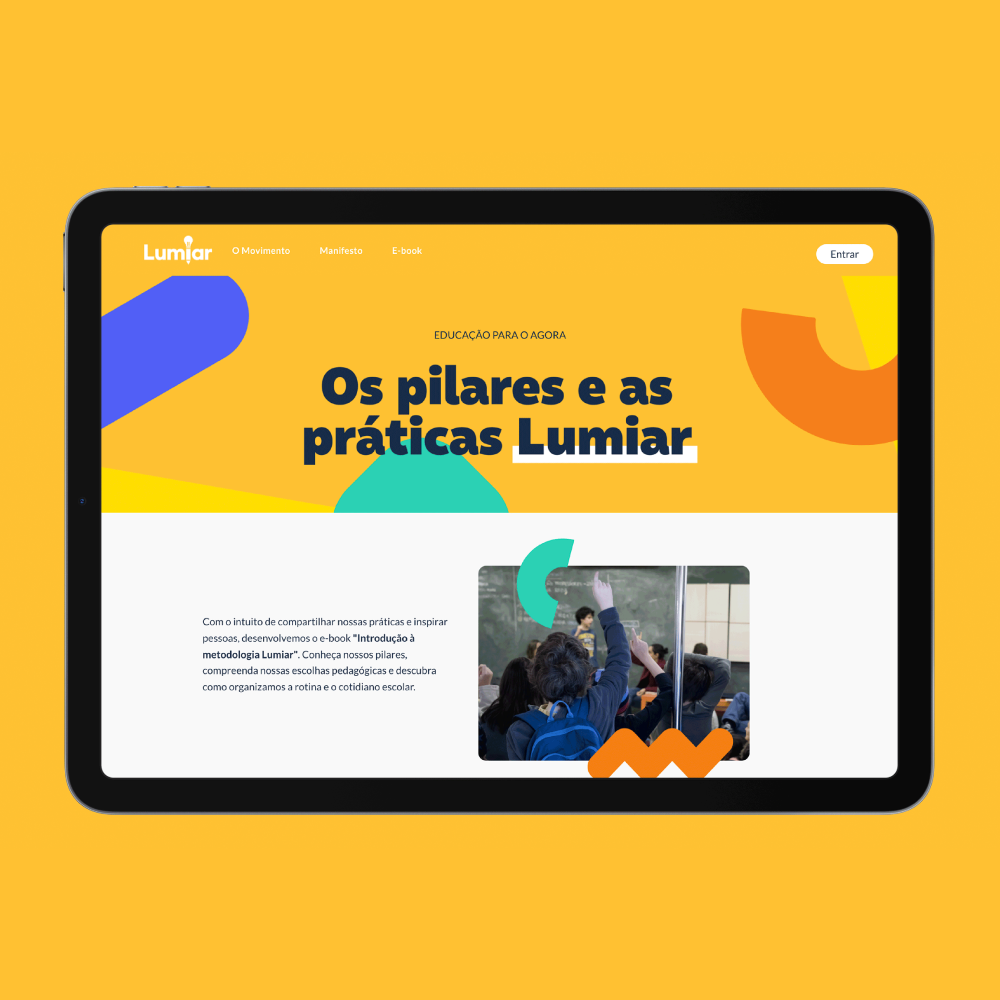 Lumiar
O Movimento
Manifesto
E-book
Entrar
EDUCAÇÃO PARA O AGORA
Os pilares e as
práticas Lumiar
Com o intuito de compartilhar nossas práticas e inspirar
pessoas, desenvolvemos o e-book "Introdução à
metodologia Lumiar". Conheça nossos pilares,
compreenda nossas escolhas pedagógicas e descubra
como organizamos a rotina e o cotidiano escolar.